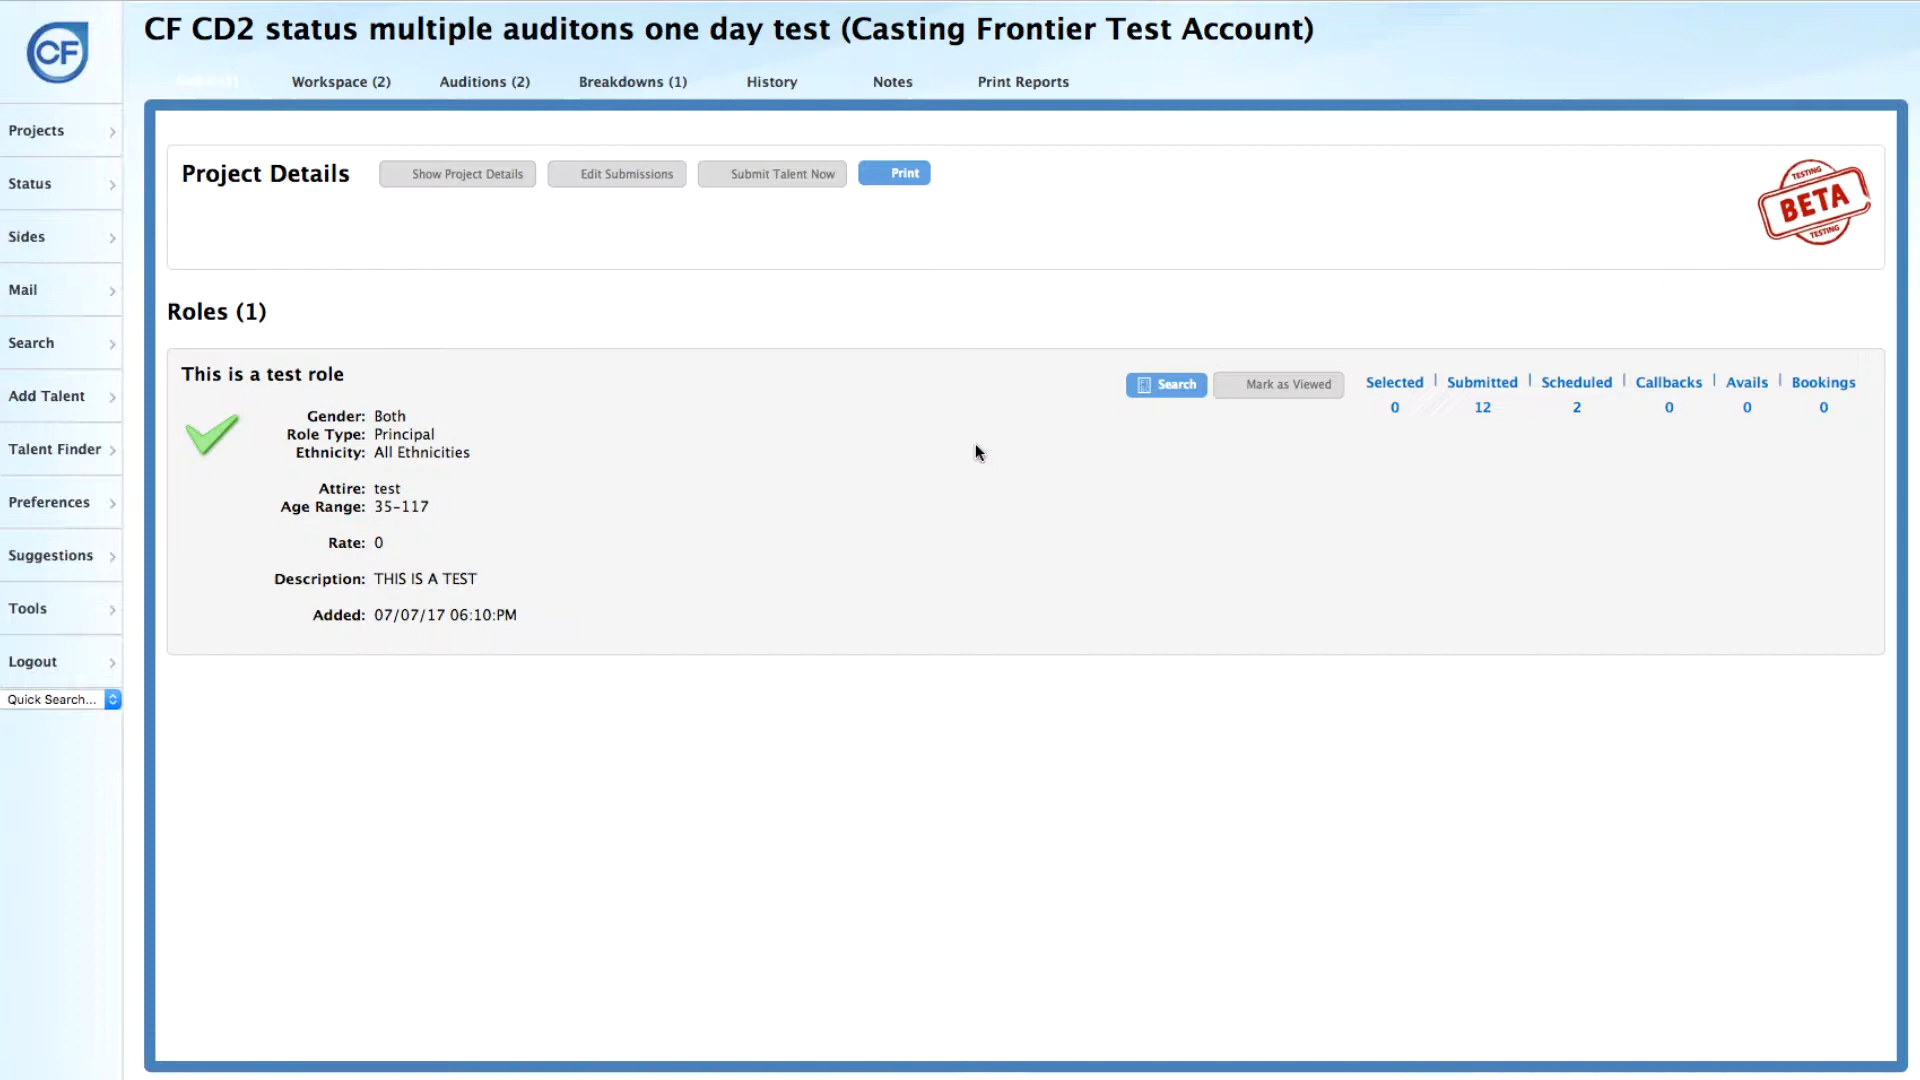 CF
CF CD2 status multiple auditons one day test (Casting Frontier Test Account)
Workspace (2)
Auditions (2)
Breakdowns (1)
History
Notes
Print Reports
Projects
Status
Sides
Mail
Search
Add Talent
Talent Finder
Preferences
Suggestions
Tools
Logout
Quick Search...
Project Details
Show Project Details
Edit Submissions
Submit Talent Now
Print
TESTING
BETA
TESTING
Roles (1)
This is a test role
Search
Mark as Viewed
Selected | Submitted | Scheduled | Callbacks | Avails | Bookings
0 12 2 0 0 0
Gender: Both
Role Type: Principal
Ethnicity: All Ethnicities
Attire: test
Age Range: 35-117
Rate: 0
Description: THIS IS A TEST
Added: 07/07/17 06:10:PM